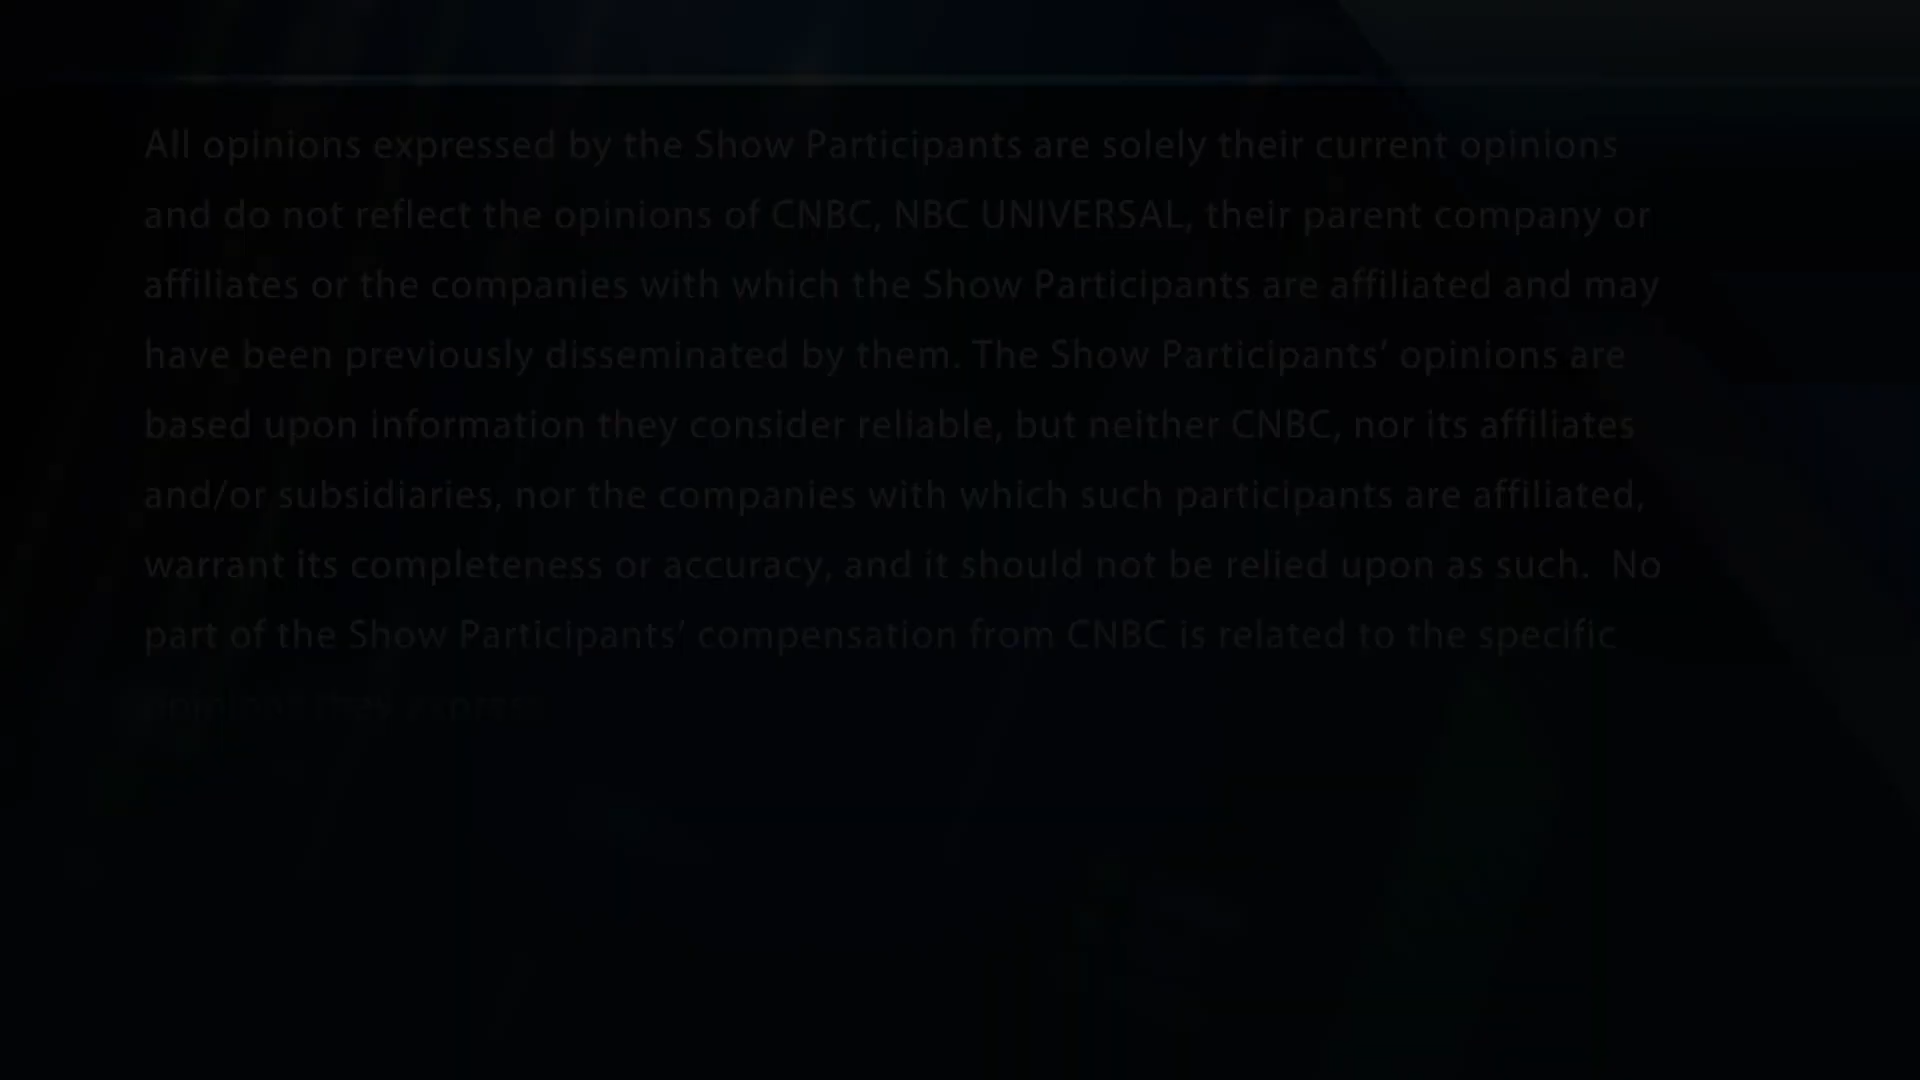 All opinions expressed by the Show Participants are solely their current opinions
and do not reflect the opinions of CNBC, NBC UNIVERSAL, their parent company or
affiliates or the companies with which the Show Participants are affiliated and may
have been previously disseminated by them. The Show Participants’ opinions are
based upon information they consider reliable, but neither CNBC, nor its affiliates
and/or subsidiaries, nor the companies with which such participants are affiliated,
warrant its completeness or accuracy, and it should not be relied upon as such.  No
part of the Show Participants’ compensation from CNBC is related to the specific